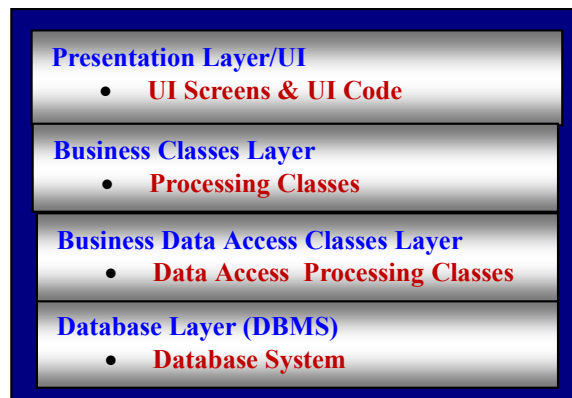 Presentation Layer/UI
• UI Screens & UI Code
Business Classes Layer
• Processing Classes
Business Data Access Classes Layer
• Data Access Processing Classes
Database Layer (DBMS)
• Database System